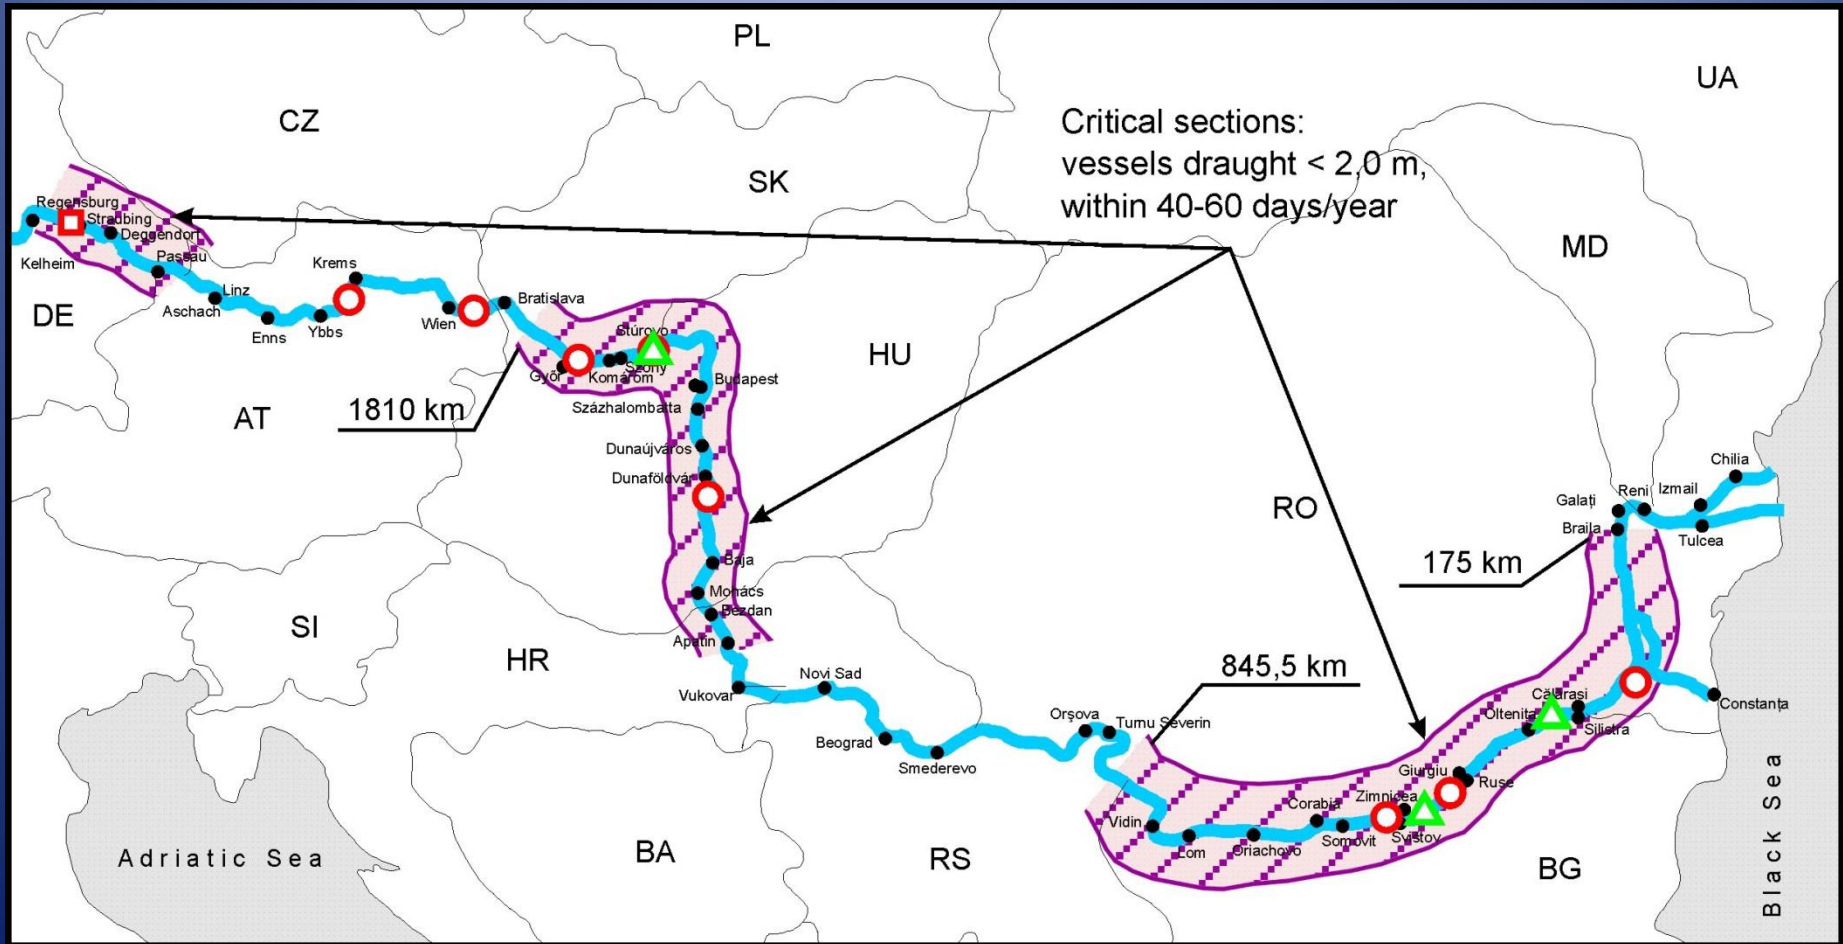 PL
UA
CZ
Critical sections:
vessels draught < 2,0 m,
within 40-60 days/year
SK
MD
Regensburg
Straubing
Deggendorf
Kelheim
Passau
DE
Linz
Aschach
Enns
Ybbs
Krems
Wien
Bratislava
Stúrovo
Győr
Komárom
Szőny
HU
Budapest
1810 km
AT
Százhalombatta
Dunaújváros
Dunaföldvár
Chilia
Izmail
Reni
Galați
Braila
Tulcea
RO
175 km
Baja
Mohács
Bezdan
Apatin
SI
HR
Vukovar
Novi Sad
845,5 km
Beograd
Smederevo
Orşova
Turnu Severin
Călărasi
Oltenita
Silistra
Constanța
Giurgiu
Ruse
Zimnicea
Corabia
Vidin
Lom
Oriachovo
Somovit
Svistov
Adriatic Sea
BA
RS
BG
Black Sea